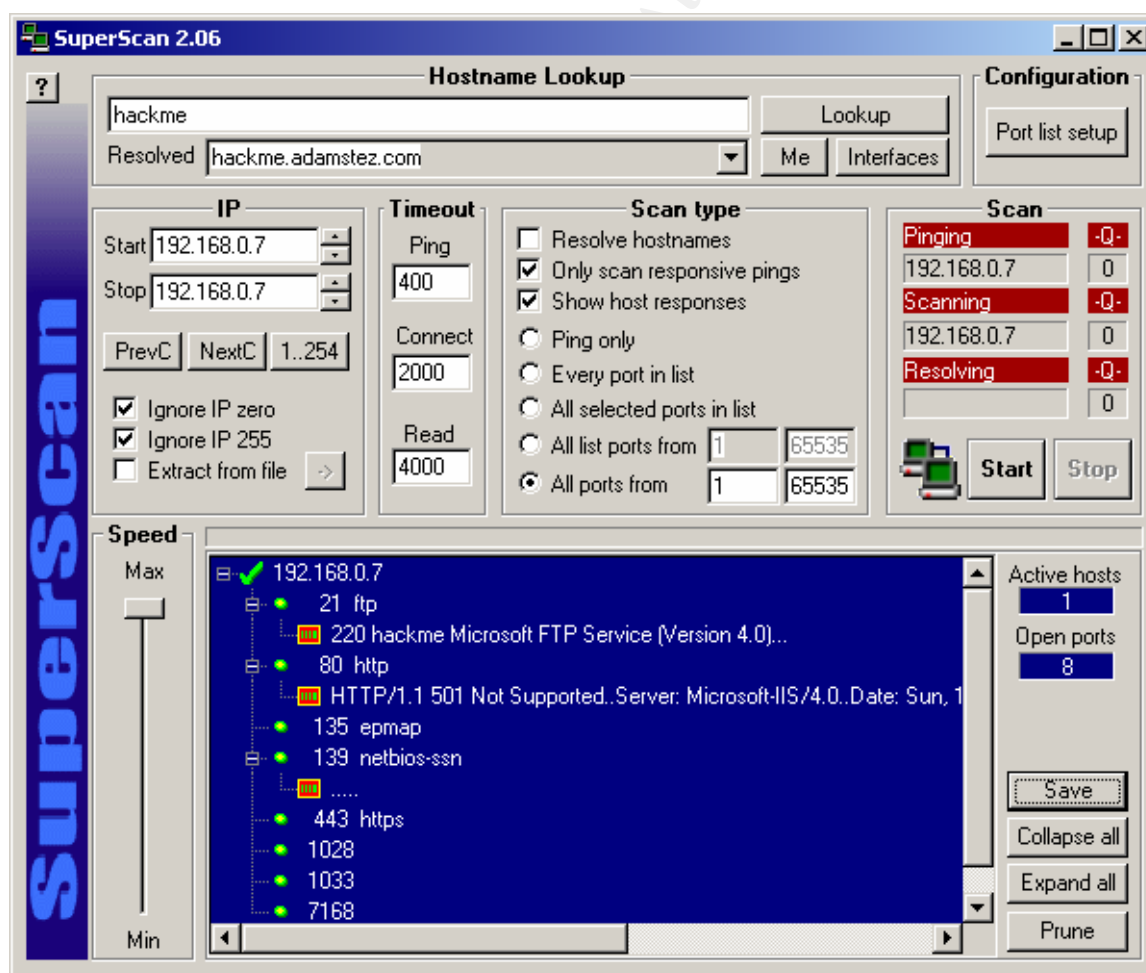 SuperScan 2.06
?
Hostname Lookup
hackme
Lookup
Resolved
hackme.adamstez.com
Me
Interfaces
Configuration
Port list setup
IP
Start 192.168.0.7
Stop 192.168.0.7
PrevC
NextC
1..254
Ignore IP zero
Ignore IP 255
Extract from file
->
Timeout
Ping
400
Connect
2000
Read
4000
Scan type
Resolve hostnames
Only scan responsive pings
Show host responses
Ping only
Every port in list
All selected ports in list
All list ports from 1 65535
All ports from 1 65535
Scan
Pinging -Q-
192.168.0.7 0
Scanning -Q-
192.168.0.7 0
Resolving -Q-
0
Start
Stop
SuperScan
Speed
Max
Min
192.168.0.7
21 ftp
220 hackme Microsoft FTP Service (Version 4.0)...
80 http
HTTP/1.1 501 Not Supported..Server: Microsoft-IIS/4.0..Date: Sun, 1
135 epmap
139 netbios-ssn
.....
443 https
1028
1033
7168
Active hosts
1
Open ports
8
Save
Collapse all
Expand all
Prune